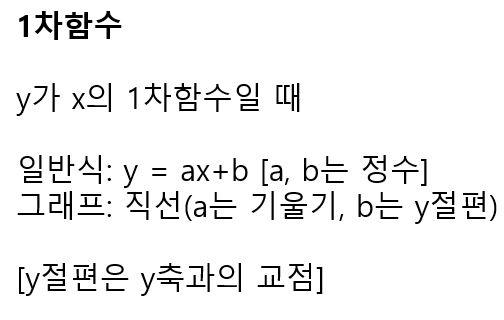 1차함수
y가 x의 1차함수일 때
일반식: y = ax+b [a, b는 정수]
그래프: 직선(a는 기울기, b는 y절편)
[y절편은 y축과의 교점]